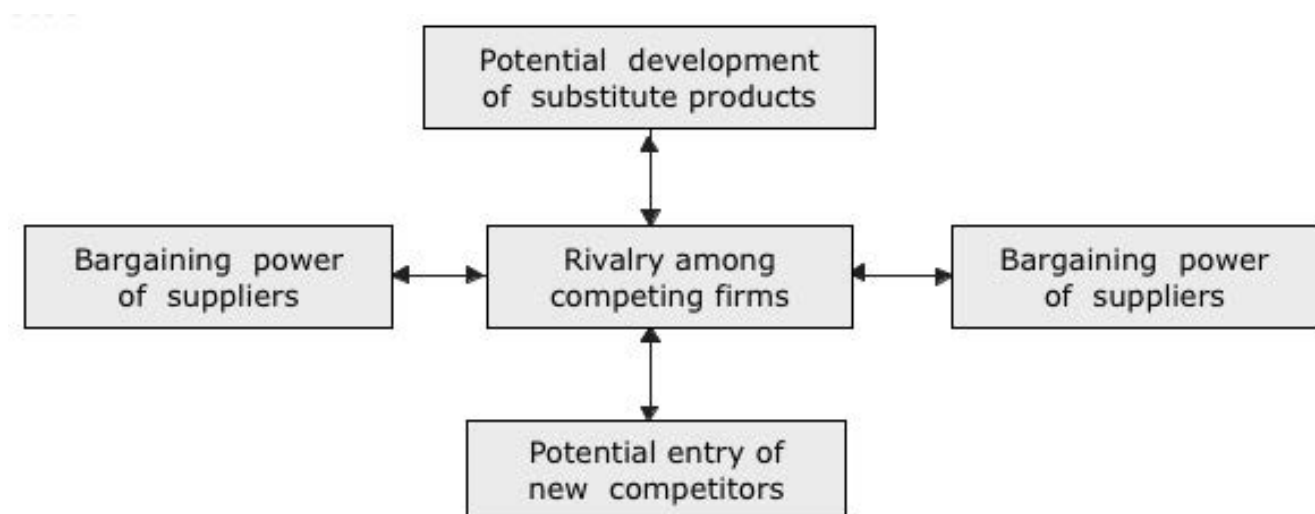 Potential development
of substitute products
Bargaining power
of suppliers
Rivalry among
competing firms
Bargaining power
of suppliers
Potential entry of
new competitors